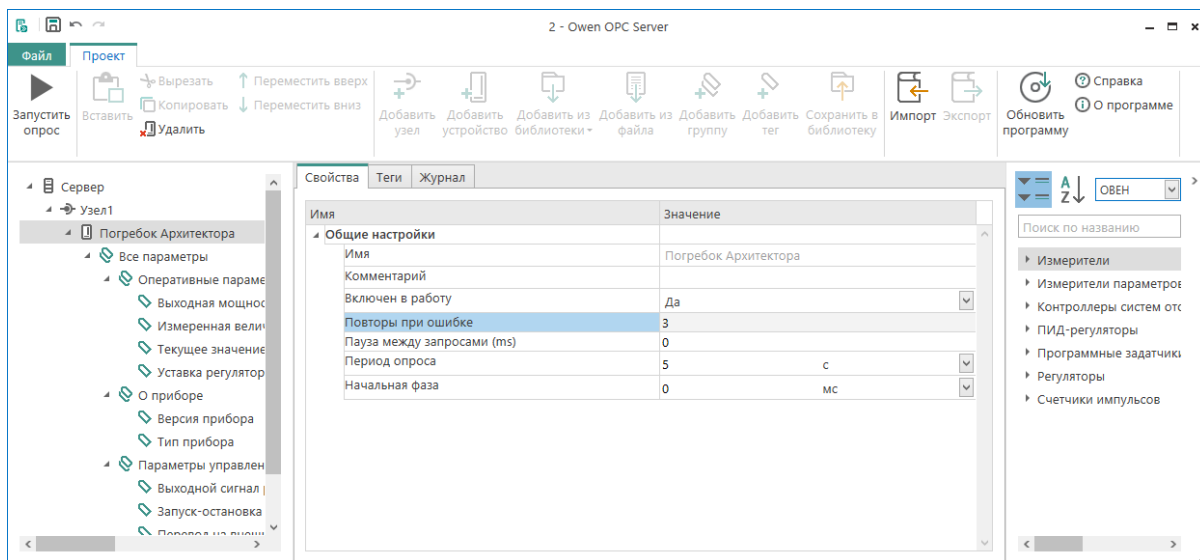 2 - Owen OPC Server
Файл Проект
Запустить опрос
Вставить
Вырезать
Копировать
Удалить
Переместить вверх
Переместить вниз
Добавить узел
Добавить устройство
Добавить из библиотеки
Добавить из файла
Добавить группу
Добавить тег
Сохранить в библиотеку
Импорт
Экспорт
Обновить программу
Справка
О программе
Сервер
Узел1
Погребок Архитектора
Все параметры
Оперативные параме
Выходная мощнос
Измеренная велич
Текущее значение
Уставка регулятор
О приборе
Версия прибора
Тип прибора
Параметры управлен
Выходной сигнал
Запуск-остановка
Перевод на внеш
Свойства Теги Журнал
Имя Значение
Общие настройки
Имя Погребок Архитектора
Комментарий
Включен в работу Да
Повторы при ошибке 3
Пауза между запросами (ms) 0
Период опроса 5 с
Начальная фаза 0 мс
A
Z
ОВЕН
Поиск по названию
Измерители
Измерители параметров
Контроллеры систем ото
ПИД-регуляторы
Программные задатчики
Регуляторы
Счетчики импульсов